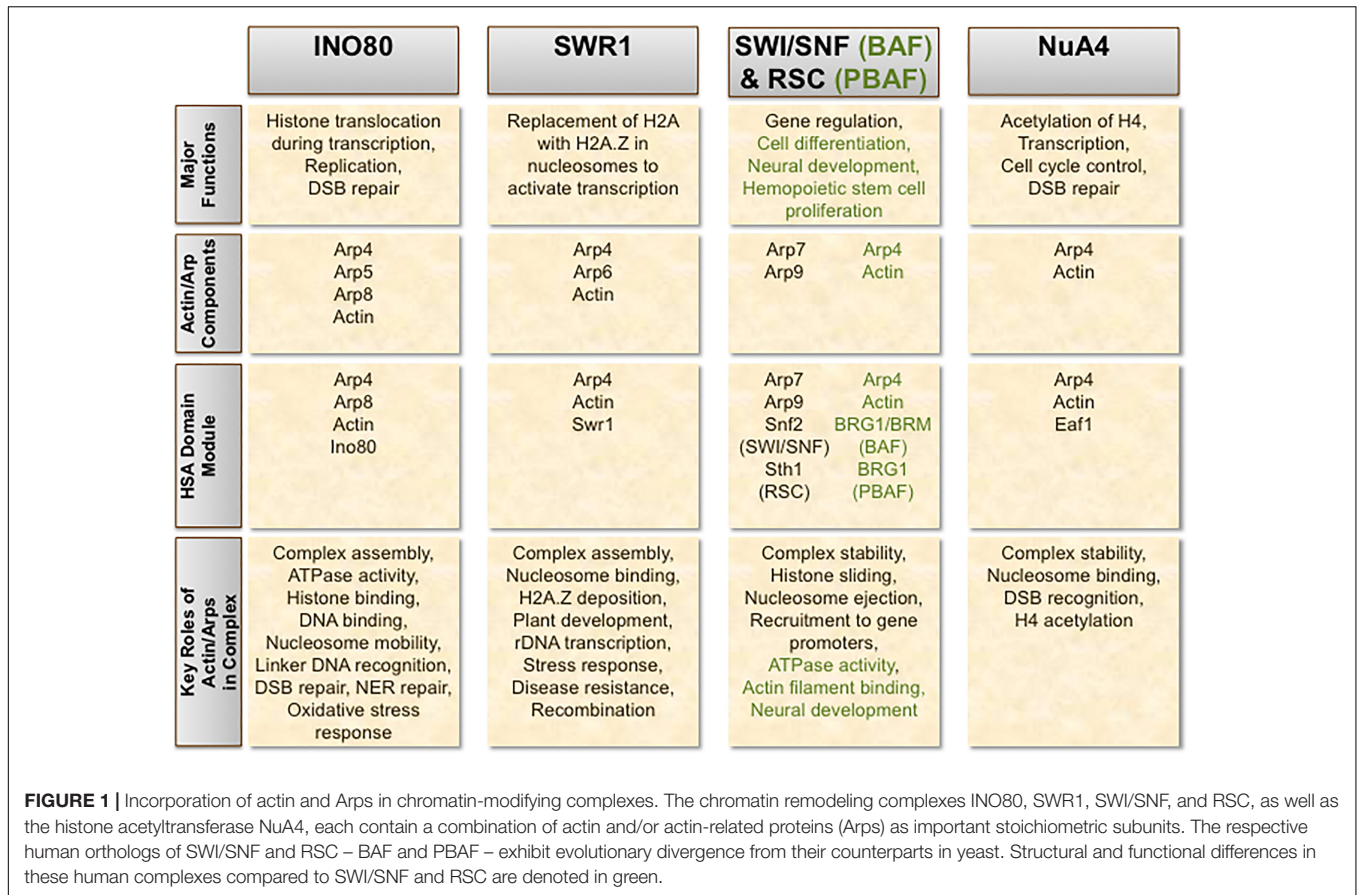 INO80
SWR1
SWI/SNF (BAF)
& RSC (PBAF)
NuA4
Major
Functions
Histone translocation
during transcription,
Replication,
DSB repair
Replacement of H2A
with H2A.Z in
nucleosomes to
activate transcription
Gene regulation,
Cell differentiation,
Neural development,
Hemopoietic stem cell
proliferation
Acetylation of H4,
Transcription,
Cell cycle control,
DSB repair
Actin/Arp
Components
Arp4
Arp5
Arp8
Actin
Arp4
Arp6
Actin
Arp7 Arp4
Arp9 Actin
Arp4
Actin
HSA Domain
Module
Arp4
Arp8
Actin
Ino80
Arp4
Actin
Swr1
Arp7 Arp4
Arp9 Actin
Snf2 BRG1/BRM
(SWI/SNF) (BAF)
Sth1 BRG1
(RSC) (PBAF)
Arp4
Actin
Eaf1
Key Roles of
Actin/Arps
in Complex
Complex assembly,
ATPase activity,
Histone binding,
DNA binding,
Nucleosome mobility,
Linker DNA recognition,
DSB repair, NER repair,
Oxidative stress
response
Complex assembly,
Nucleosome binding,
H2A.Z deposition,
Plant development,
rDNA transcription,
Stress response,
Disease resistance,
Recombination
Complex stability,
Histone sliding,
Nucleosome ejection,
Recruitment to gene
promoters,
ATPase activity,
Actin filament binding,
Neural development
Complex stability,
Nucleosome binding,
DSB recognition,
H4 acetylation
FIGURE 1 | Incorporation of actin and Arps in chromatin-modifying complexes. The chromatin remodeling complexes INO80, SWR1, SWI/SNF, and RSC, as well as
the histone acetyltransferase NuA4, each contain a combination of actin and/or actin-related proteins (Arps) as important stoichiometric subunits. The respective
human orthologs of SWI/SNF and RSC – BAF and PBAF – exhibit evolutionary divergence from their counterparts in yeast. Structural and functional differences in
these human complexes compared to SWI/SNF and RSC are denoted in green.